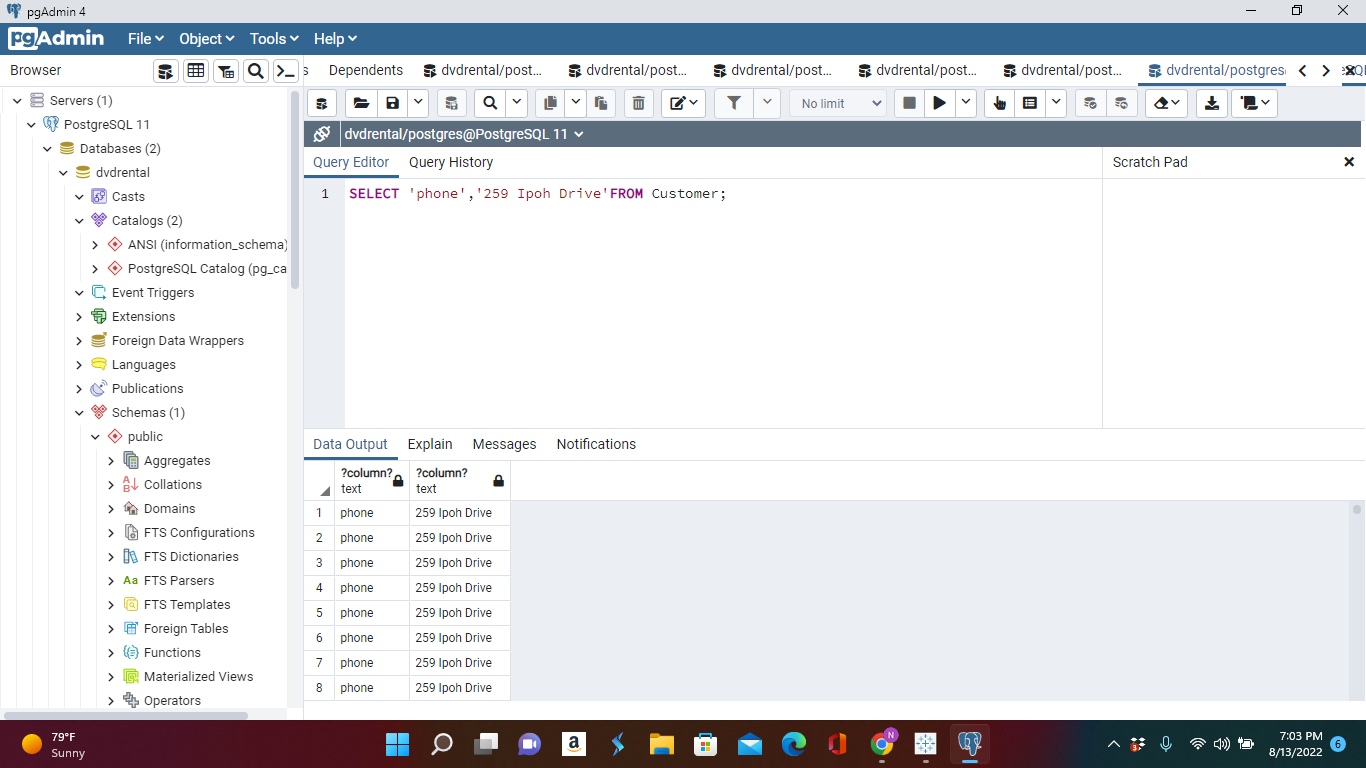 pgAdmin 4
pgAdmin File Object Tools Help
Browser
s Dependents dvdrental/post... dvdrental/post... dvdrental/post... dvdrental/post... dvdrental/post... dvdrental/postgres
No limit
dvdrental/postgres@PostgreSQL 11
Query Editor Query History
Scratch Pad
1 SELECT 'phone','259 Ipoh Drive'FROM Customer;
Servers (1)
PostgreSQL 11
Databases (2)
dvdrental
Casts
Catalogs (2)
ANSI (information_schema)
PostgreSQL Catalog (pg_ca
Event Triggers
Extensions
Foreign Data Wrappers
Languages
Publications
Schemas (1)
public
Aggregates
Collations
Domains
FTS Configurations
FTS Dictionaries
Aa FTS Parsers
FTS Templates
Foreign Tables
Functions
Materialized Views
Operators
Data Output Explain Messages Notifications
?column? ?column?
text text
1 phone 259 Ipoh Drive
2 phone 259 Ipoh Drive
3 phone 259 Ipoh Drive
4 phone 259 Ipoh Drive
5 phone 259 Ipoh Drive
6 phone 259 Ipoh Drive
7 phone 259 Ipoh Drive
8 phone 259 Ipoh Drive
79°F
Sunny
N
7:03 PM
8/13/2022
6